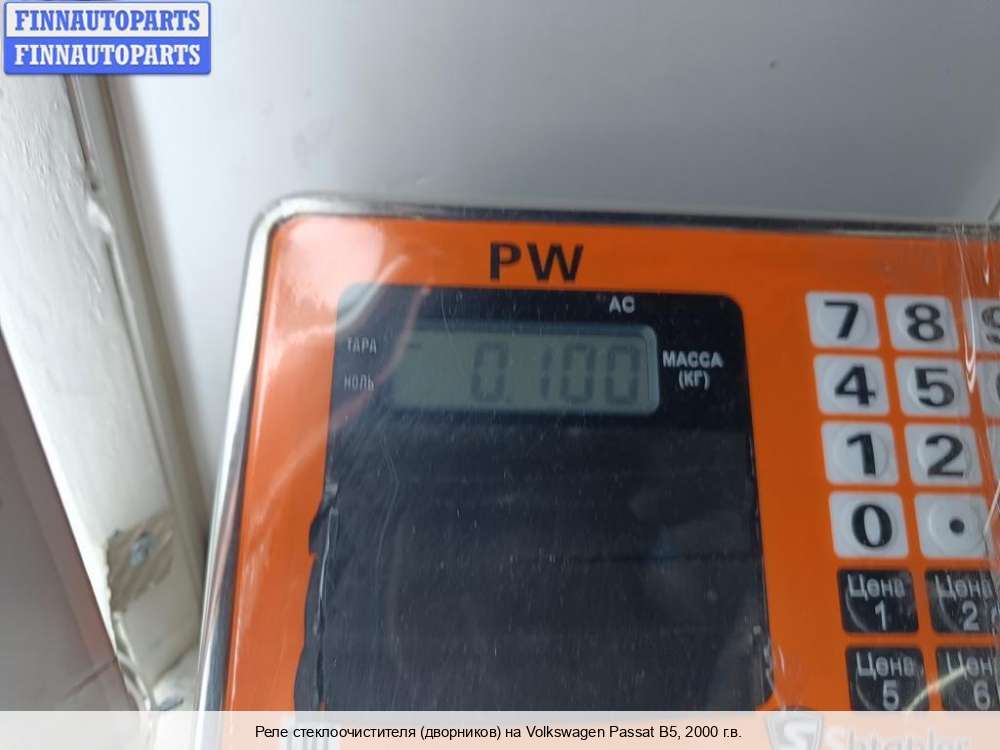 FINNAUTOPARTS
FINNAUTOPARTS
PW
AC
ТАРА
НОЛЬ
0.100
МАССА
(КГ)
7 8 9
4 5
1 2
0 •
Цена
1
Цена
2
Цена
5
Цена
6
Реле стеклоочистителя (дворников) на Volkswagen Passat B5, 2000 г.в.